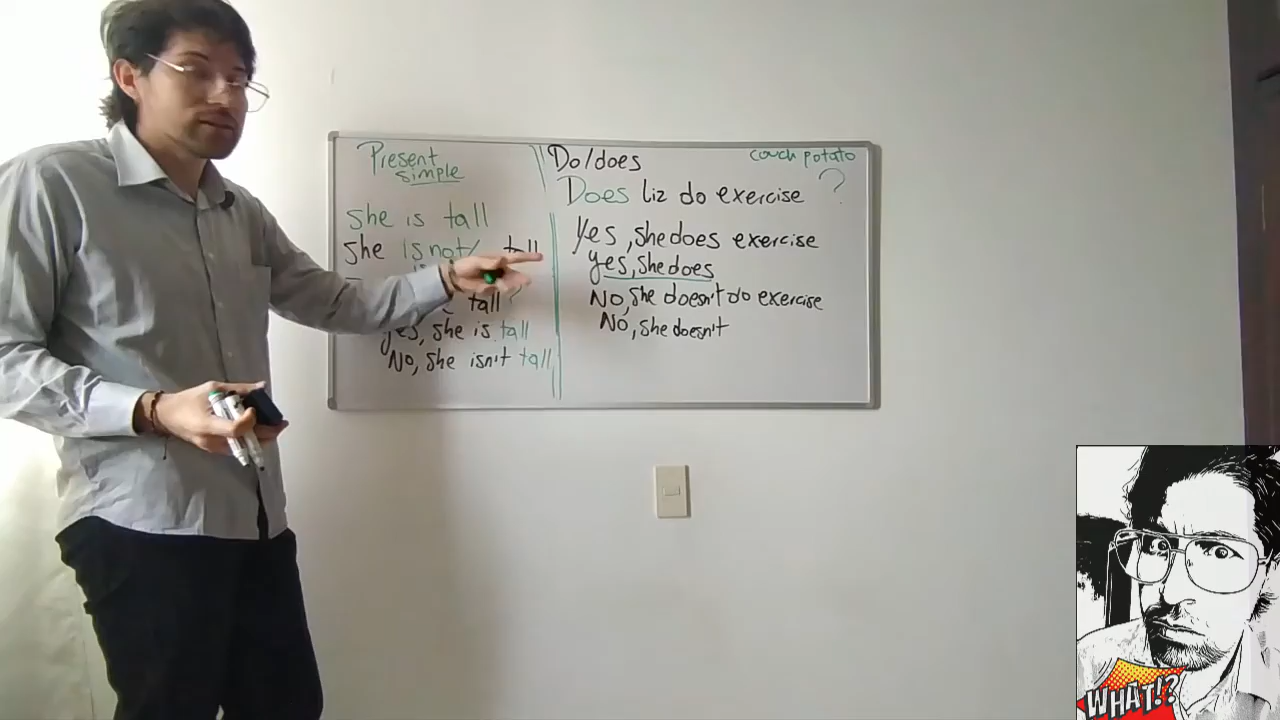 Present
simple
she is tall
she is not/ tall
tall?
yes, she is tall
No, she isn't tall
Do/does
couch potato
Does Liz do exercise ?
Yes, she does exercise
yes, she does
No, she doesn't do exercise
No, she doesn't
WHAT!?